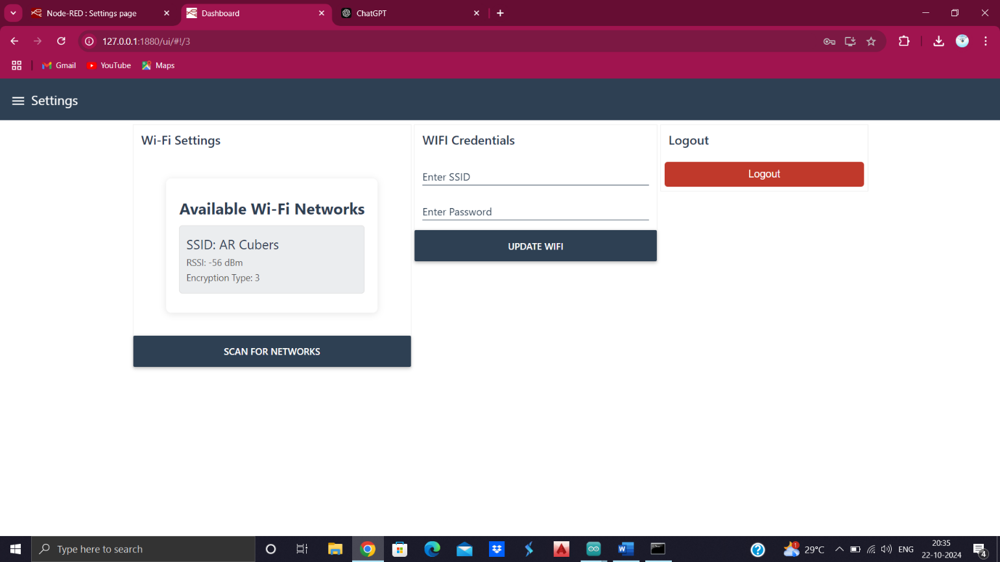 Node-RED : Settings page
Dashboard
ChatGPT
127.0.0.1:1880/ui/#!/3
Gmail
YouTube
Maps
Settings
Wi-Fi Settings
Available Wi-Fi Networks
SSID: AR Cubers
RSSI: -56 dBm
Encryption Type: 3
SCAN FOR NETWORKS
WIFI Credentials
Enter SSID
Enter Password
UPDATE WIFI
Logout
Logout
Type here to search
29°C
ENG
20:35
22-10-2024
4